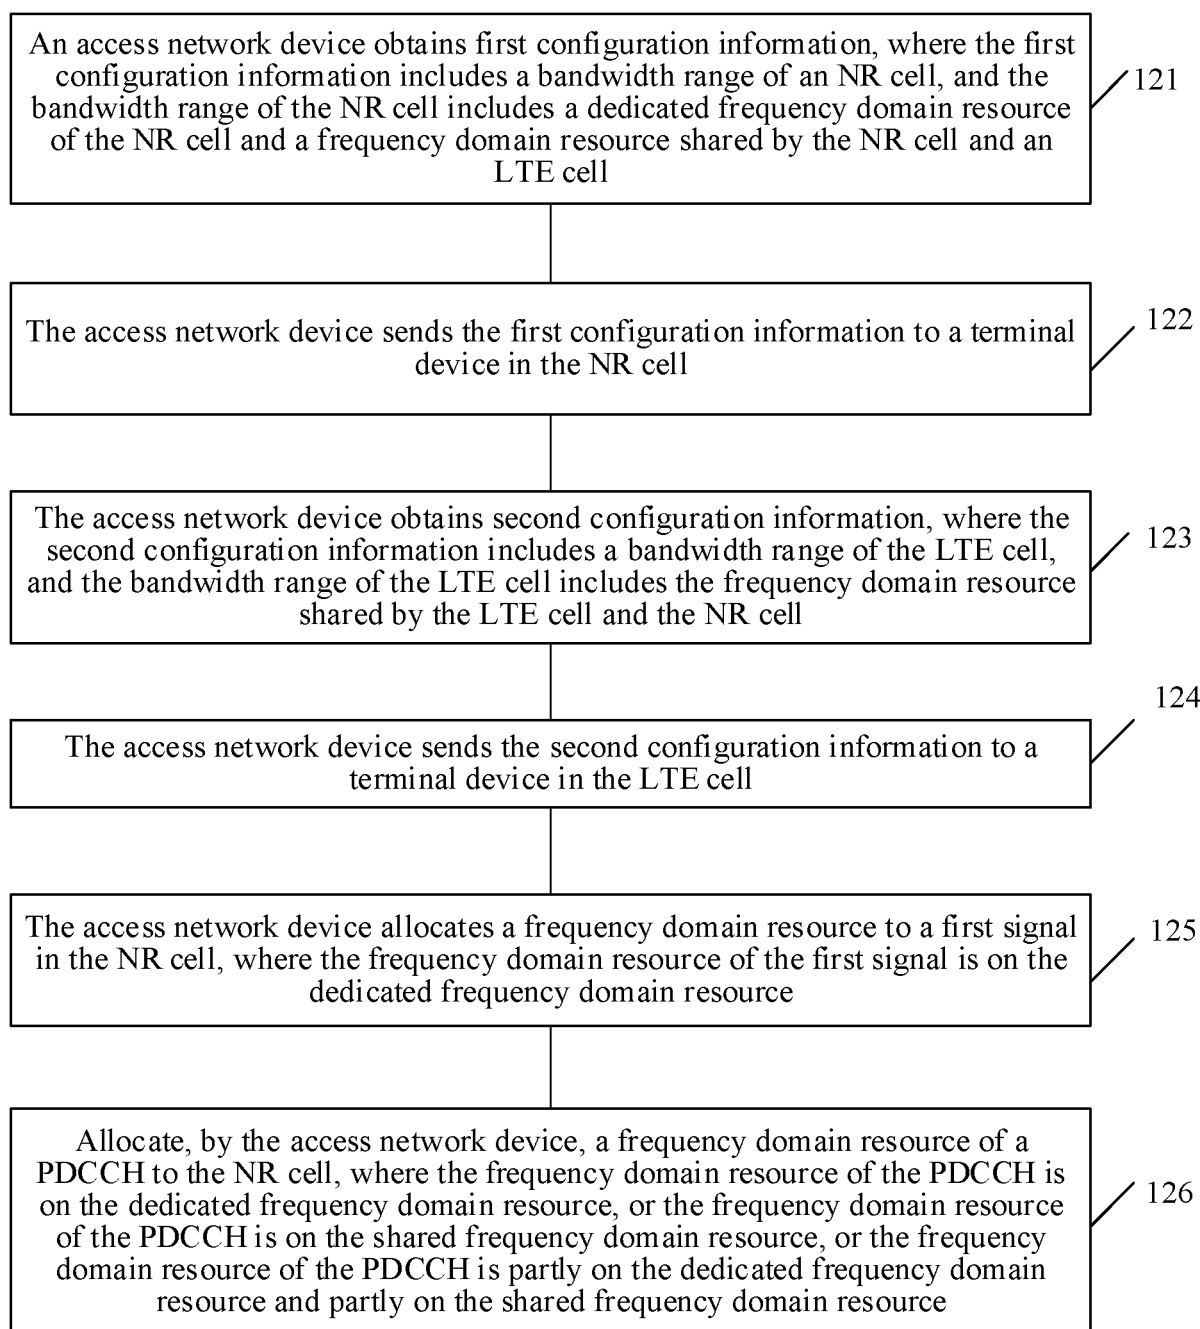 An access network device obtains first configuration information, where the first
configuration information includes a bandwidth range of an NR cell, and the
bandwidth range of the NR cell includes a dedicated frequency domain resource
of the NR cell and a frequency domain resource shared by the NR cell and an
LTE cell
121
The access network device sends the first configuration information to a terminal
device in the NR cell
122
The access network device obtains second configuration information, where the
second configuration information includes a bandwidth range of the LTE cell,
and the bandwidth range of the LTE cell includes the frequency domain resource
shared by the LTE cell and the NR cell
123
The access network device sends the second configuration information to a
terminal device in the LTE cell
124
The access network device allocates a frequency domain resource to a first signal
in the NR cell, where the frequency domain resource of the first signal is on the
dedicated frequency domain resource
125
Allocate, by the access network device, a frequency domain resource of a
PDCCH to the NR cell, where the frequency domain resource of the PDCCH is
on the dedicated frequency domain resource, or the frequency domain resource
of the PDCCH is on the shared frequency domain resource, or the frequency
domain resource of the PDCCH is partly on the dedicated frequency domain
resource and partly on the shared frequency domain resource
126